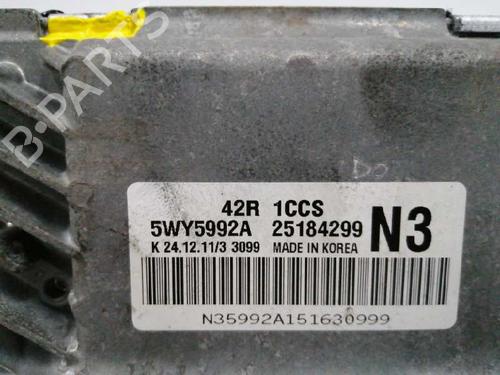 B-PARTS
42R 1CCS
5WY5992A 25184299 N3
K 24.12.11/3 3099 MADE IN KOREA
N35992A151630999